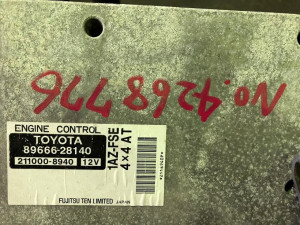 No.4268776
ENGINE CONTROL
TOYOTA
89666-28140
211000-8940 12V
1AZ-FSE
4×4 AT
FUJITSU TEN LIMITED